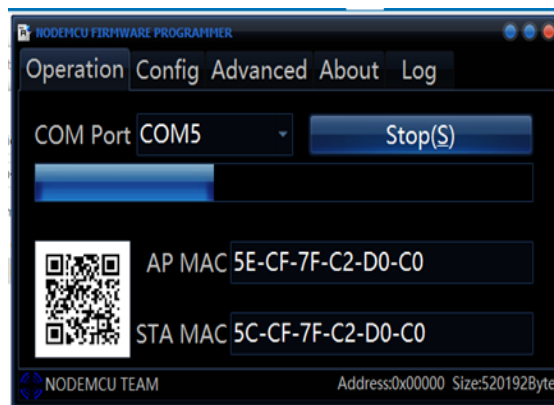 NODEMCU FIRMWARE PROGRAMMER
Operation Config Advanced About Log
COM Port COM5 Stop(S)
AP MAC 5E-CF-7F-C2-D0-C0
STA MAC 5C-CF-7F-C2-D0-C0
NODEMCU TEAM Address:0x00000 Size:520192Byte